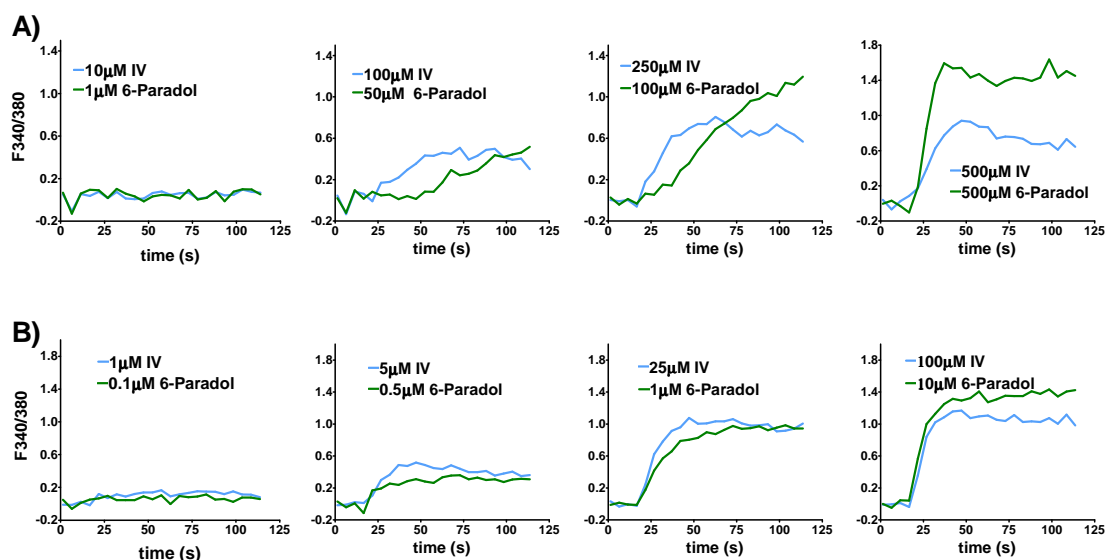 A)
F340/380
1.4
1.0
0.6
0.2
-0.2
10μM IV
1μM 6-Paradol
0 25 50 75 100 125
time (s)
1.4
1.0
0.6
0.2
-0.2
100μM IV
50μM 6-Paradol
0 25 50 75 100 125
time (s)
1.4
1.0
0.6
0.2
-0.2
250μM IV
100μM 6-Paradol
0 25 50 75 100 125
time (s)
1.8
1.4
1.0
0.6
0.2
-0.2
500μM IV
500μM 6-Paradol
0 25 50 75 100 125
time (s)
B)
F340/380
1.8
1.4
1.0
0.6
0.2
-0.2
1μM IV
0.1μM 6-Paradol
0 25 50 75 100 125
time (s)
1.8
1.4
1.0
0.6
0.2
-0.2
5μM IV
0.5μM 6-Paradol
0 25 50 75 100 125
time (s)
1.8
1.4
1.0
0.6
0.2
-0.2
25μM IV
1μM 6-Paradol
0 25 50 75 100 125
time (s)
1.8
1.4
1.0
0.6
0.2
-0.2
100μM IV
10μM 6-Paradol
0 25 50 75 100 125
time (s)